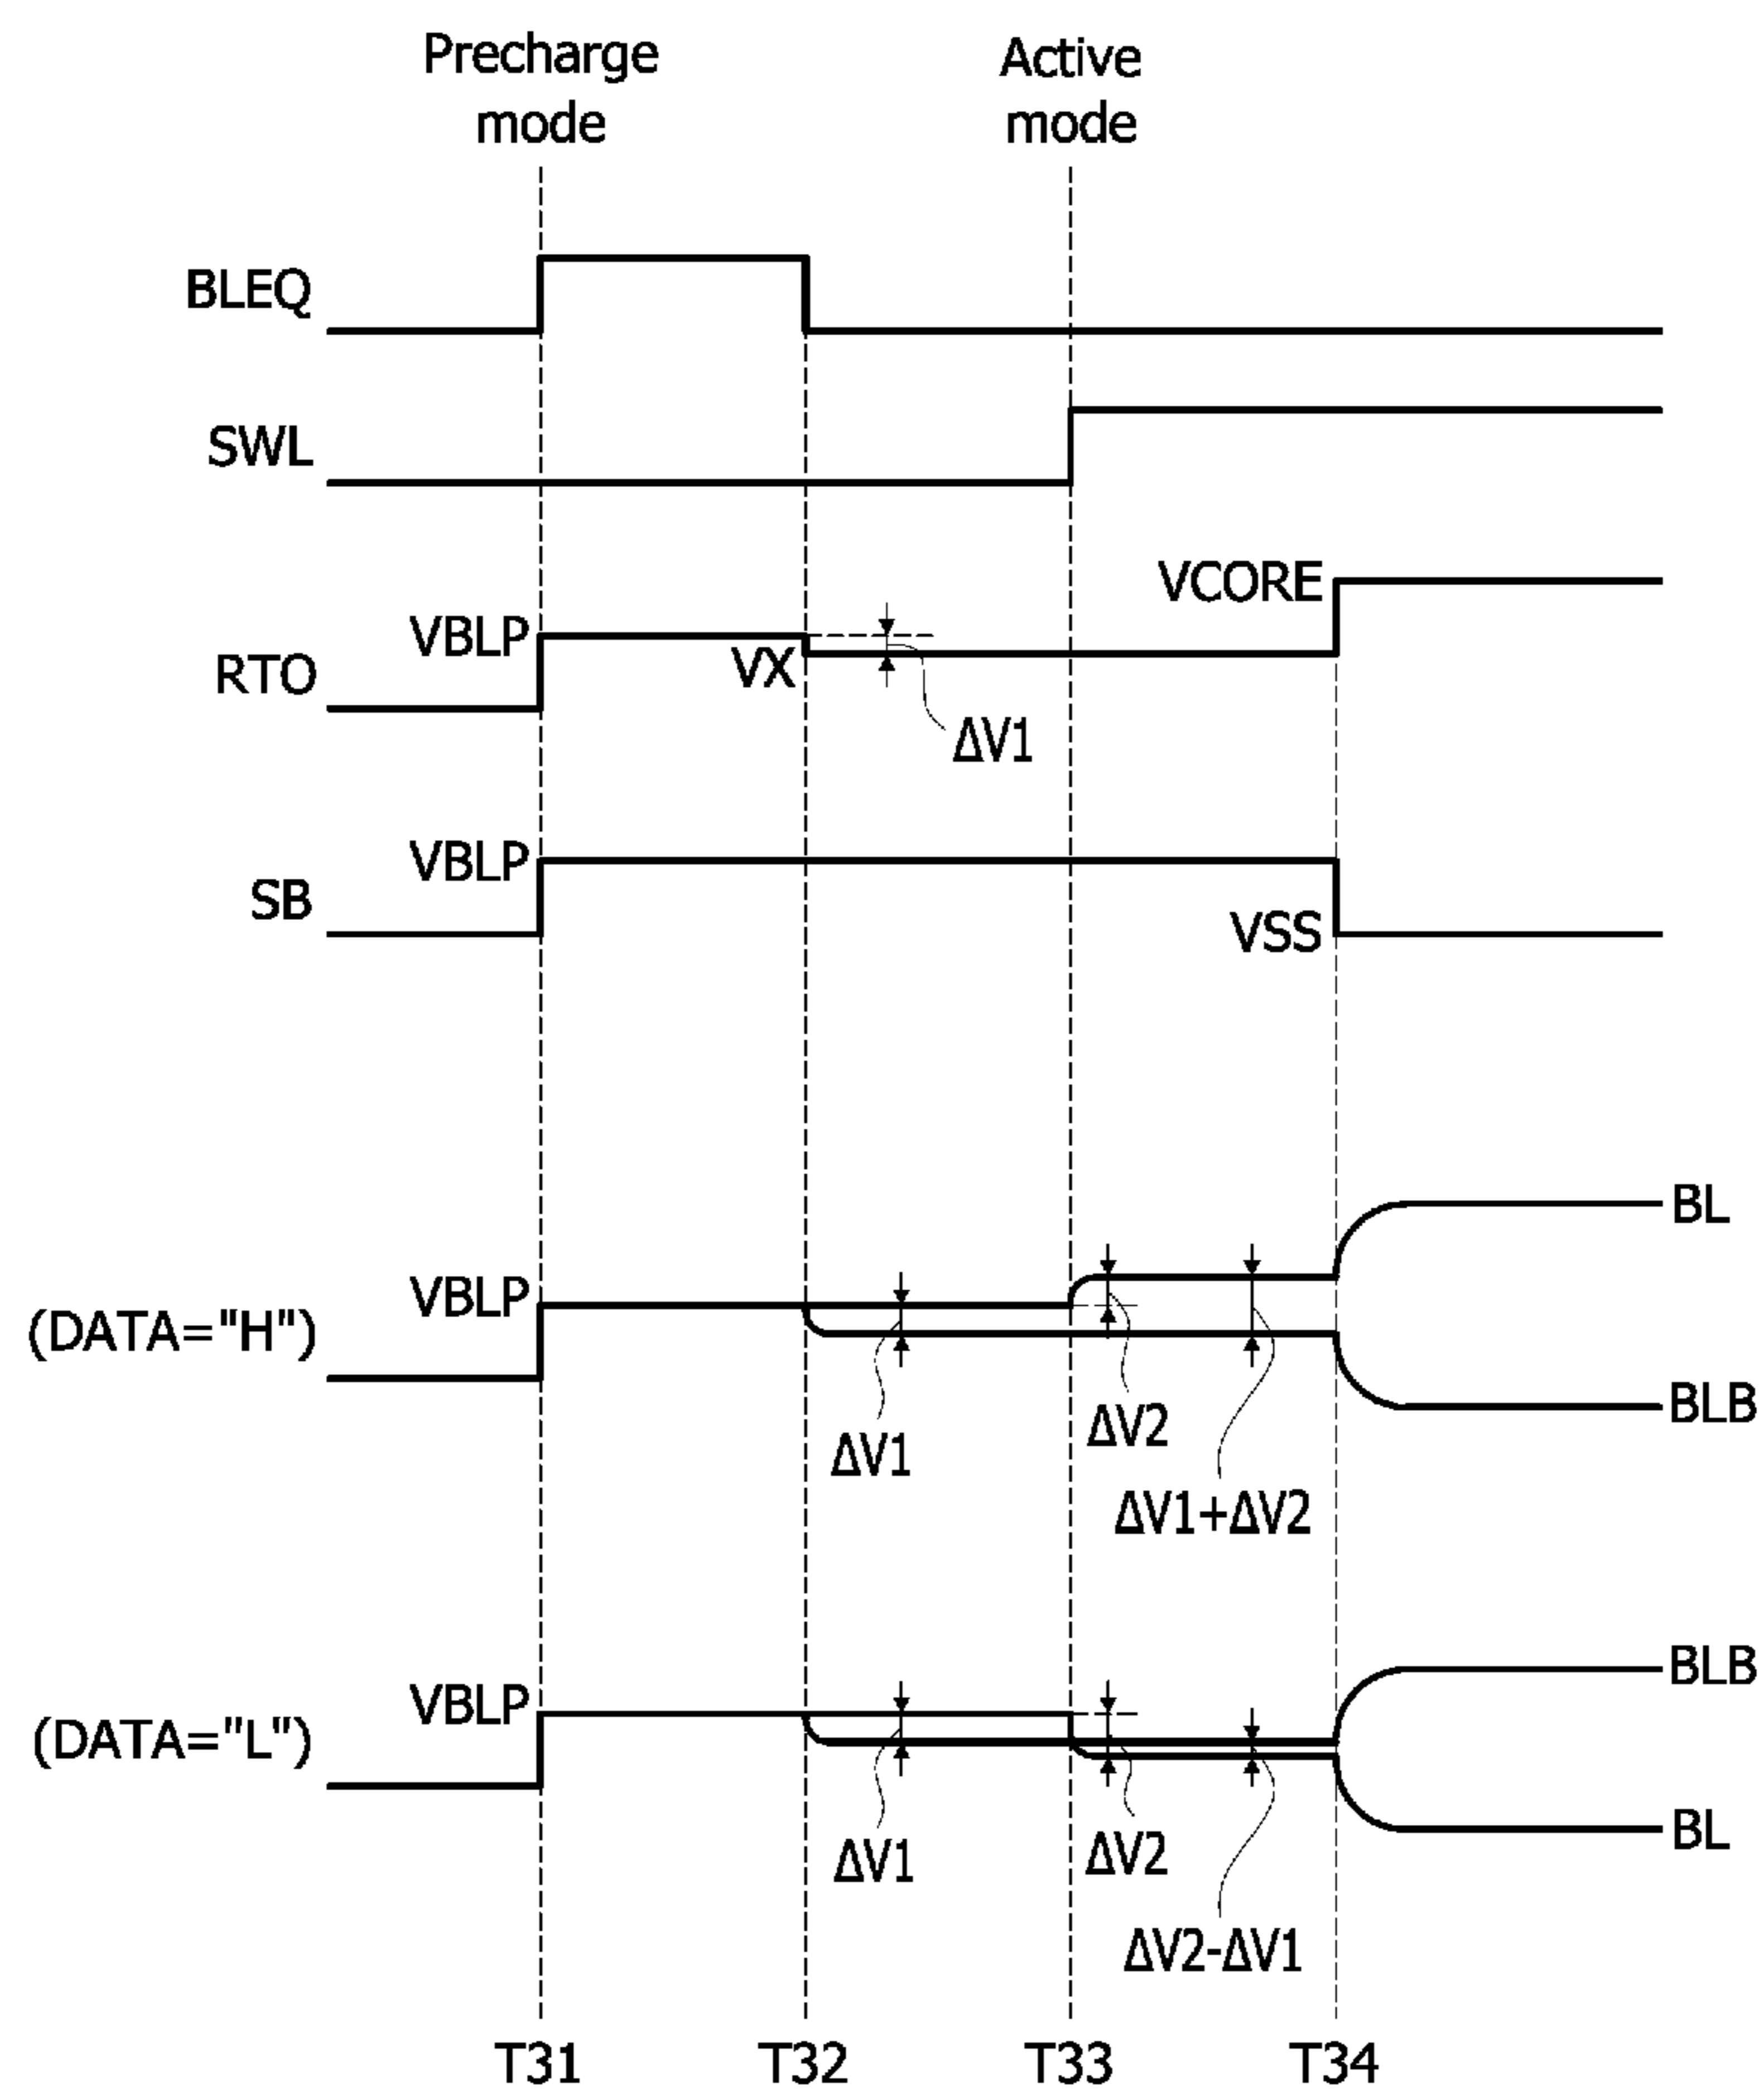 Precharge
mode
Active
mode
BLEQ
SWL
VCORE
VBLP
VX
RTO
ΔV1
VBLP
SB
VSS
BL
VBLP
(DATA="H")
BLB
ΔV2
ΔV1
ΔV1+ΔV2
BLB
VBLP
(DATA="L")
BL
ΔV1
ΔV2
ΔV2-ΔV1
T31
T32
T33
T34